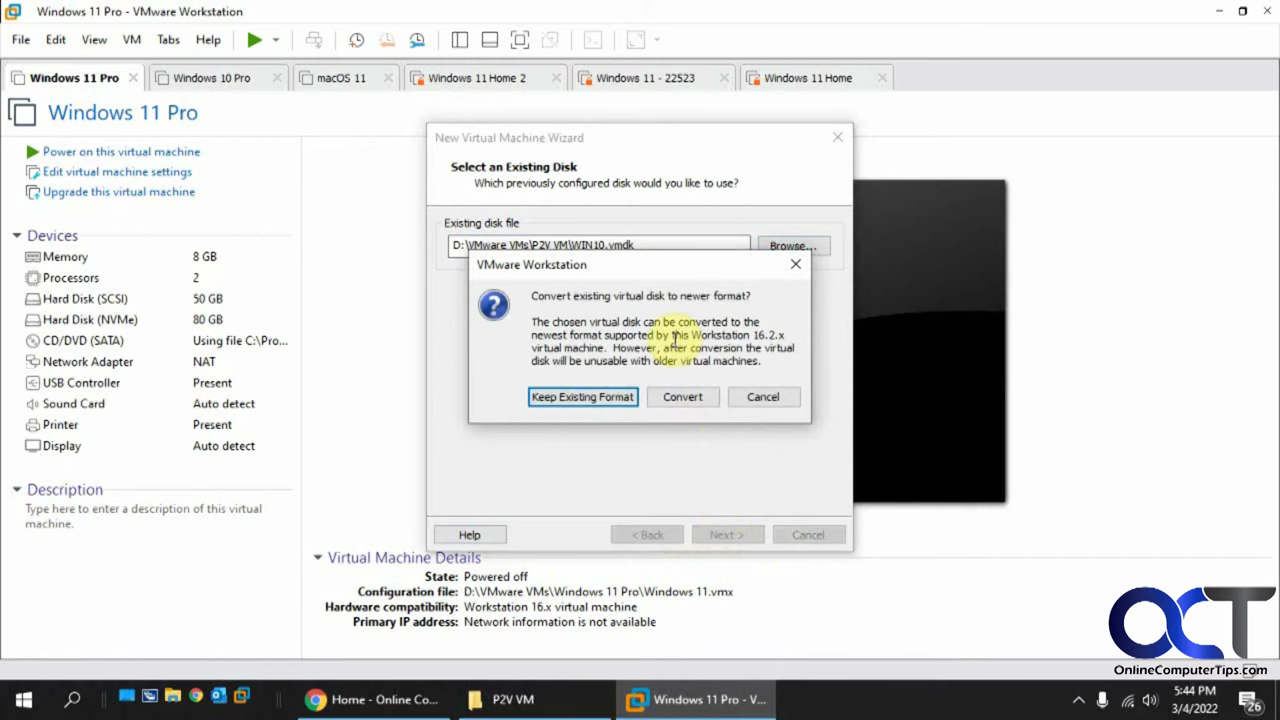 Windows 11 Pro - VMware Workstation
File Edit View VM Tabs Help
Windows 11 Pro Windows 10 Pro macOS 11 Windows 11 Home 2 Windows 11 - 22523 Windows 11 Home
Windows 11 Pro
Power on this virtual machine
Edit virtual machine settings
Upgrade this virtual machine
Devices
Memory 8 GB
Processors 2
Hard Disk (SCSI) 50 GB
Hard Disk (NVMe) 80 GB
CD/DVD (SATA) Using file C:\Pro...
Network Adapter NAT
USB Controller Present
Sound Card Auto detect
Printer Present
Display Auto detect
Description
Type here to enter a description of this virtual
machine.
New Virtual Machine Wizard
Select an Existing Disk
Which previously configured disk would you like to use?
Existing disk file
D:\VMware VMs\P2V VM\WIN10.vmdk Browse...
VMware Workstation
Convert existing virtual disk to newer format?
The chosen virtual disk can be converted to the
newest format supported by this Workstation 16.2.x
virtual machine. However, after conversion the virtual
disk will be unusable with older virtual machines.
Keep Existing Format Convert Cancel
Help < Back Next > Cancel
Virtual Machine Details
State: Powered off
Configuration file: D:\VMware VMs\Windows 11 Pro\Windows 11.vmx
Hardware compatibility: Workstation 16.x virtual machine
Primary IP address: Network information is not available
OCT
OnlineComputerTips.com
Home - Online Co... P2V VM Windows 11 Pro - V...
5:44 PM
3/4/2022
26